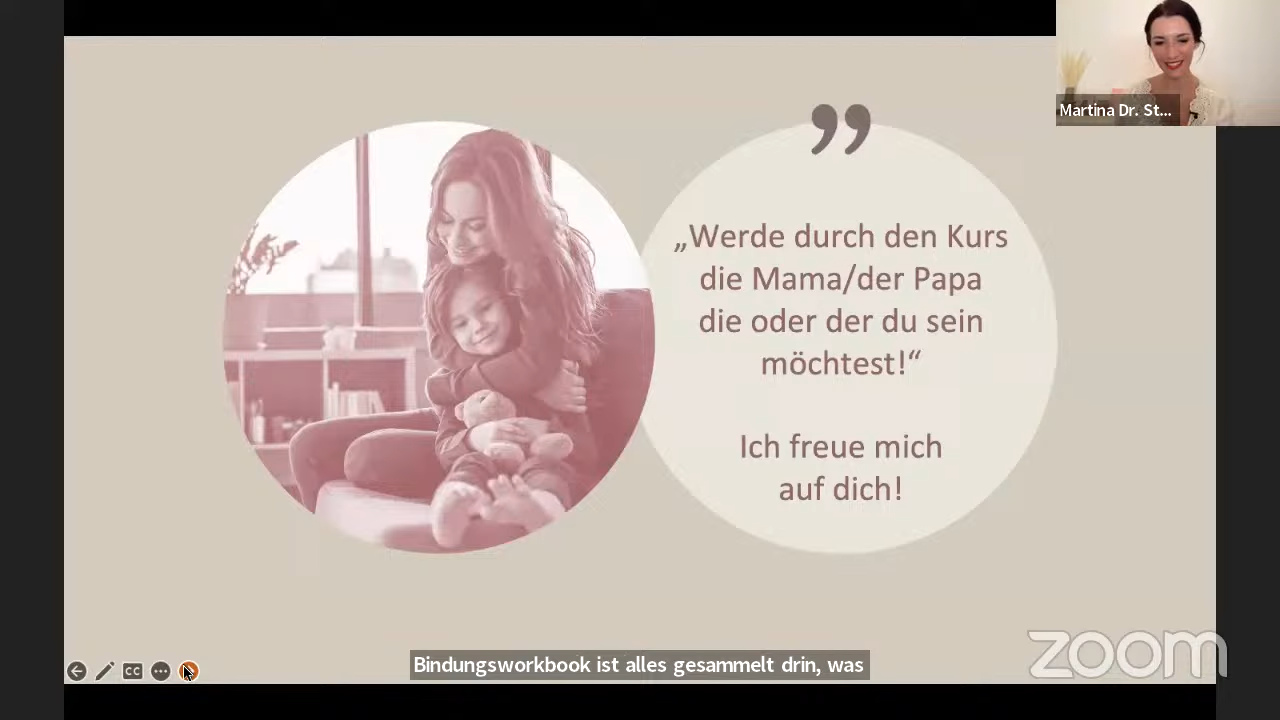 Martina Dr. St...
”
„Werde durch den Kurs
die Mama/der Papa
die oder der du sein
möchtest!“
Ich freue mich
auf dich!
CC
Bindungsworkbook ist alles gesammelt drin, was
zoom